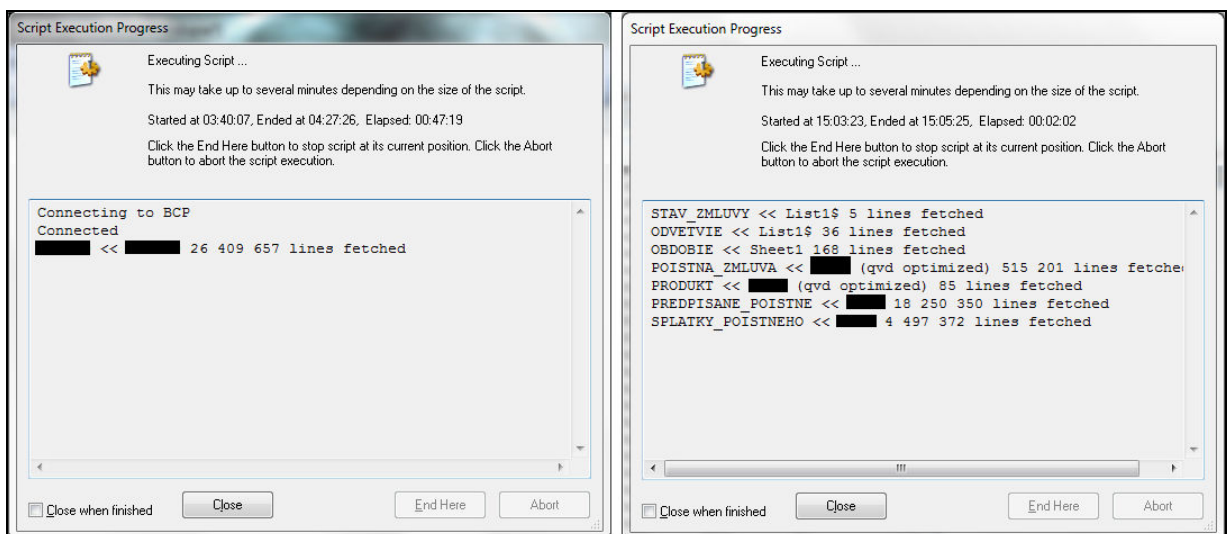 Script Execution Progress
Executing Script ...
This may take up to several minutes depending on the size of the script.
Started at 03:40:07, Ended at 04:27:26, Elapsed: 00:47:19
Click the End Here button to stop script at its current position. Click the Abort
button to abort the script execution.
Connecting to BCP
Connected
<< 26 409 657 lines fetched
Close when finished
Close
End Here
Abort
Script Execution Progress
Executing Script ...
This may take up to several minutes depending on the size of the script.
Started at 15:03:23, Ended at 15:05:25, Elapsed: 00:02:02
Click the End Here button to stop script at its current position. Click the Abort
button to abort the script execution.
STAV_ZMLUVY << List1$ 5 lines fetched
ODVETVIE << List1$ 36 lines fetched
OBDOBIE << Sheet1 168 lines fetched
POISTNA_ZMLUVA << (qvd optimized) 515 201 lines fetche
PRODUKT << (qvd optimized) 85 lines fetched
PREDPISANE_POISTNE << 18 250 350 lines fetched
SPLATKY_POISTNEHO << 4 497 372 lines fetched
Close when finished
Close
End Here
Abort